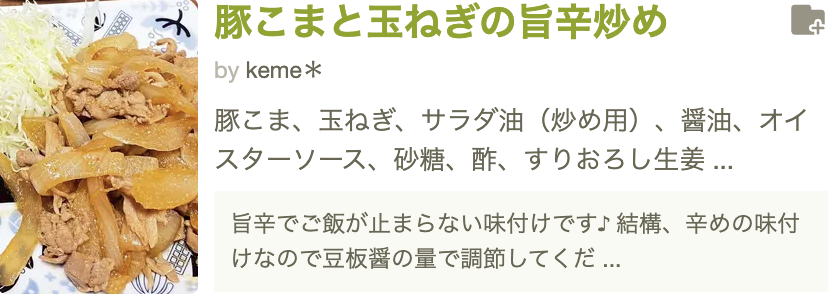 豚こまと玉ねぎの旨辛炒め
by keme＊
豚こま、玉ねぎ、サラダ油（炒め用）、醤油、オイ
スターソース、砂糖、酢、すりおろし生姜 ...
旨辛でご飯が止まらない味付けです♪ 結構、辛めの味付
けなので豆板醤の量で調節してくだ ...